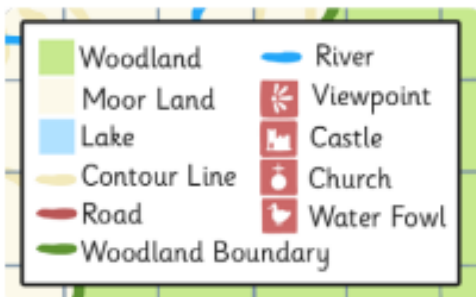 Woodland
Moor Land
Lake
Contour Line
Road
Woodland Boundary
River
Viewpoint
Castle
Church
Water Fowl